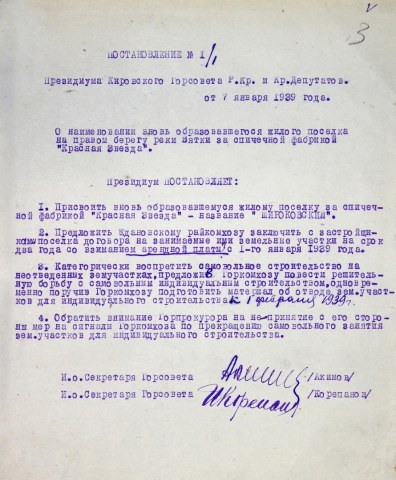 3
ПОСТАНОВЛЕНИЕ № 1/1
Президиума Кировского Горсовета Р.Кр. и Кр.Депутатов.
от 7 января 1939 года.
О наименовании вновь образовавшегося жилого поселка
на правом берегу реки Вятки за спичечной фабрикой
"Красная Звезда".
Президиум ПОСТАНОВЛЯЕТ:
1. Присвоить вновь образовавшемуся жилому поселку за спичеч-
ной фабрикой "Красная Звезда" - название "ШИРОКОВСКИЙ".
2. Предложить Ждановскому райкомхозу заключить с застройщи-
ками поселка договора на занимаемые ими земельные участки на срок
два года со взиманием арендной платы с 1-го января 1939 года.
3. Категорически воспретить самовольное строительство на
неотведенных земучастках, предложив Горкомхозу повести решитель-
ную борьбу с самовольным индивидуальным строительством, одновре-
менно поручив Горкомхозу подготовить материал об отводе зем.участ-
ков для индивидуального строительства к 1 февраля 1939 г.
4. Обратить внимание Горпрокурора на непринятие с его сторо-
ны мер на сигналы Горкомхоза по прекращению самовольного занятия
зем.участков для индивидуального строительства.
И.о.Секретаря Горсовета /Акимов/
И.о.Секретаря Горсовета /Корепанов/